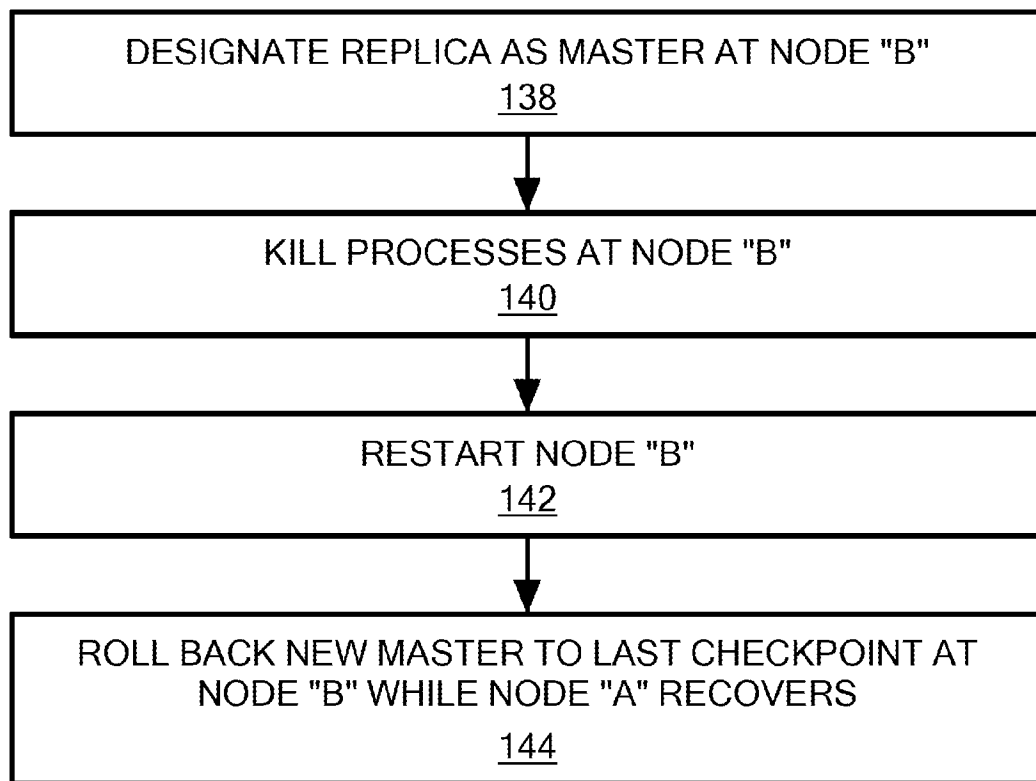 DESIGNATE REPLICA AS MASTER AT NODE "B"
138
KILL PROCESSES AT NODE "B"
140
RESTART NODE "B"
142
ROLL BACK NEW MASTER TO LAST CHECKPOINT AT
NODE "B" WHILE NODE "A" RECOVERS
144